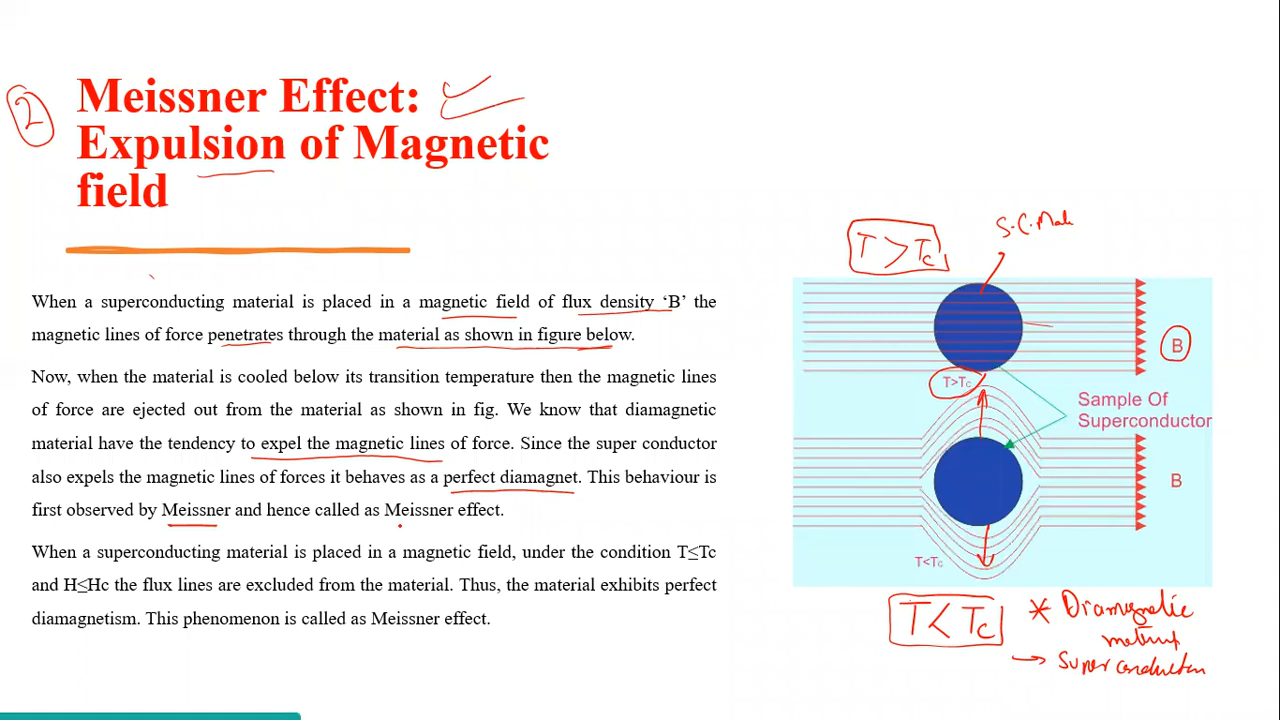 2
Meissner Effect:
Expulsion of Magnetic
field
When a superconducting material is placed in a magnetic field of flux density ‘B’ the
magnetic lines of force penetrates through the material as shown in figure below.
Now, when the material is cooled below its transition temperature then the magnetic lines
of force are ejected out from the material as shown in fig. We know that diamagnetic
material have the tendency to expel the magnetic lines of force. Since the super conductor
also expels the magnetic lines of forces it behaves as a perfect diamagnet. This behaviour is
first observed by Meissner and hence called as Meissner effect.
When a superconducting material is placed in a magnetic field, under the condition T≤Tc
and H≤Hc the flux lines are excluded from the material. Thus, the material exhibits perfect
diamagnetism. This phenomenon is called as Meissner effect.
S.C.
T > Tc
B
T>Tc
Sample Of
Superconductor
B
T<Tc
T < Tc
* Diamagnetic
→ Superconductor